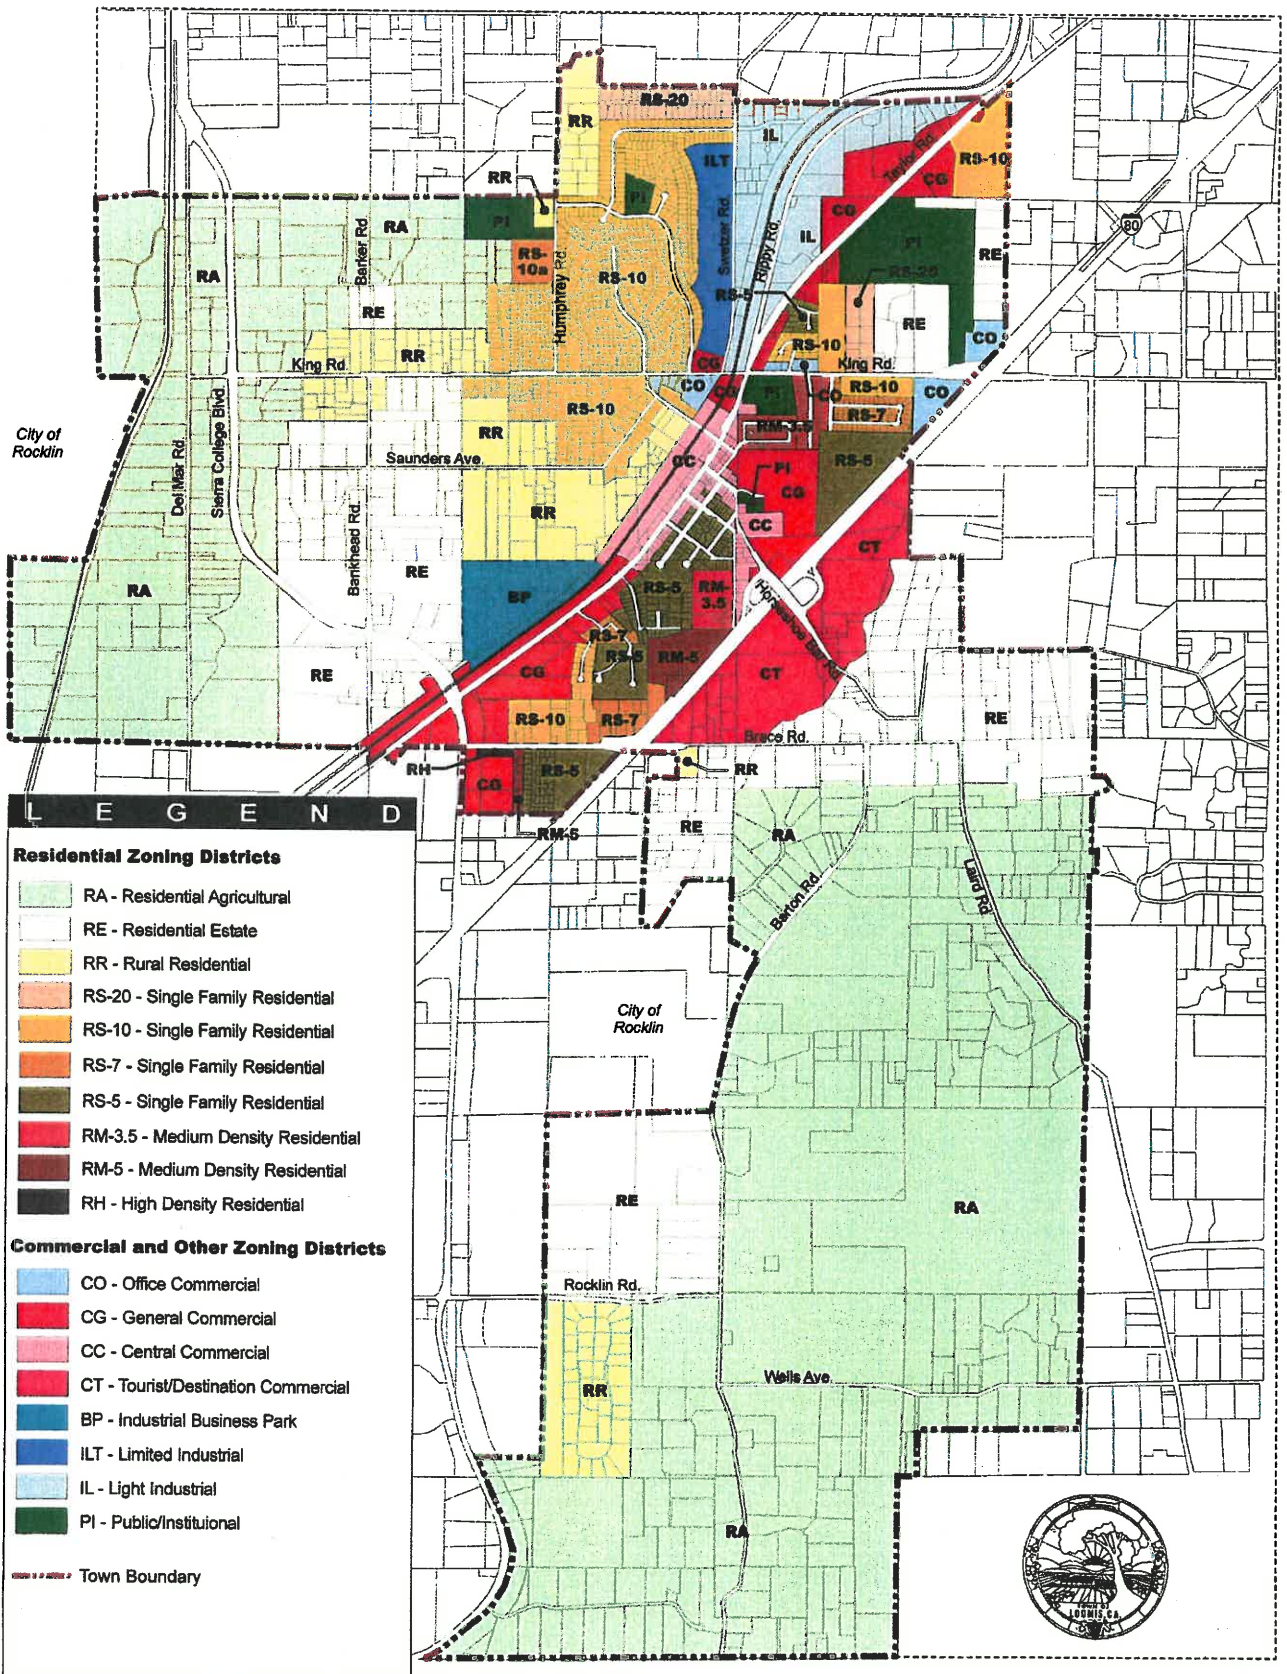 RS-20
RR
IL
ILT
Taylor Rd.
RS-10
CG
RR
PI
PI
RA
Barker Rd.
CO
PI
RA
RS-10a
Humphrey Rd.
RS-10
Swetzer Rd.
Rippy Rd.
IL
RE
80
RS-20
RS-5
RE
RE
CO
RR
RS-10
King Rd.
CG
King Rd.
CO
CG
PI
CO
RS-10
CO
RS-10
RS-7
City of
Rocklin
Del Mar Rd.
Sierra College Blvd.
RR
RM-3.5
Saunders Ave.
CC
PI
RS-5
CG
Bankhead Rd.
RR
CC
CT
RE
RA
BP
RS-5
RM-
3.5
Horseshoe Bar Rd.
RS-7
RS-5
RM-5
RE
CG
CT
RE
RS-10
RS-7
Brace Rd.
RH
RS-5
RR
CG
RM-5
RE
RA
Barton Rd.
Laird Rd.
City of
Rocklin
RE
RA
Rocklin Rd.
RR
Wells Ave.
RA
L E G E N D
Residential Zoning Districts
RA - Residential Agricultural
RE - Residential Estate
RR - Rural Residential
RS-20 - Single Family Residential
RS-10 - Single Family Residential
RS-7 - Single Family Residential
RS-5 - Single Family Residential
RM-3.5 - Medium Density Residential
RM-5 - Medium Density Residential
RH - High Density Residential
Commercial and Other Zoning Districts
CO - Office Commercial
CG - General Commercial
CC - Central Commercial
CT - Tourist/Destination Commercial
BP - Industrial Business Park
ILT - Limited Industrial
IL - Light Industrial
PI - Public/Instituional
Town Boundary
TOWN OF
LOOMIS, CA.